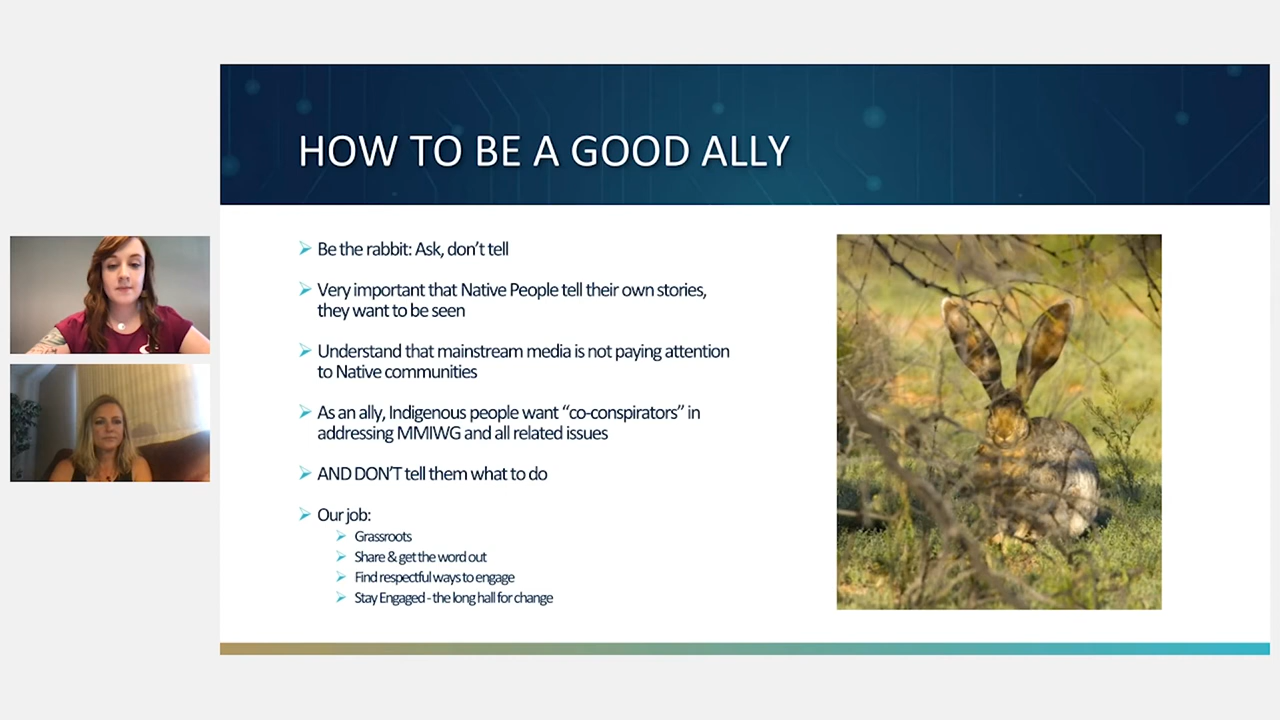 HOW TO BE A GOOD ALLY
Be the rabbit: Ask, don't tell
Very important that Native People tell their own stories,
they want to be seen
Understand that mainstream media is not paying attention
to Native communities
As an ally, Indigenous people want “co-conspirators” in
addressing MMIWG and all related issues
AND DON'T tell them what to do
Our job:
Grassroots
Share & get the word out
Find respectful ways to engage
Stay Engaged - the long hall for change